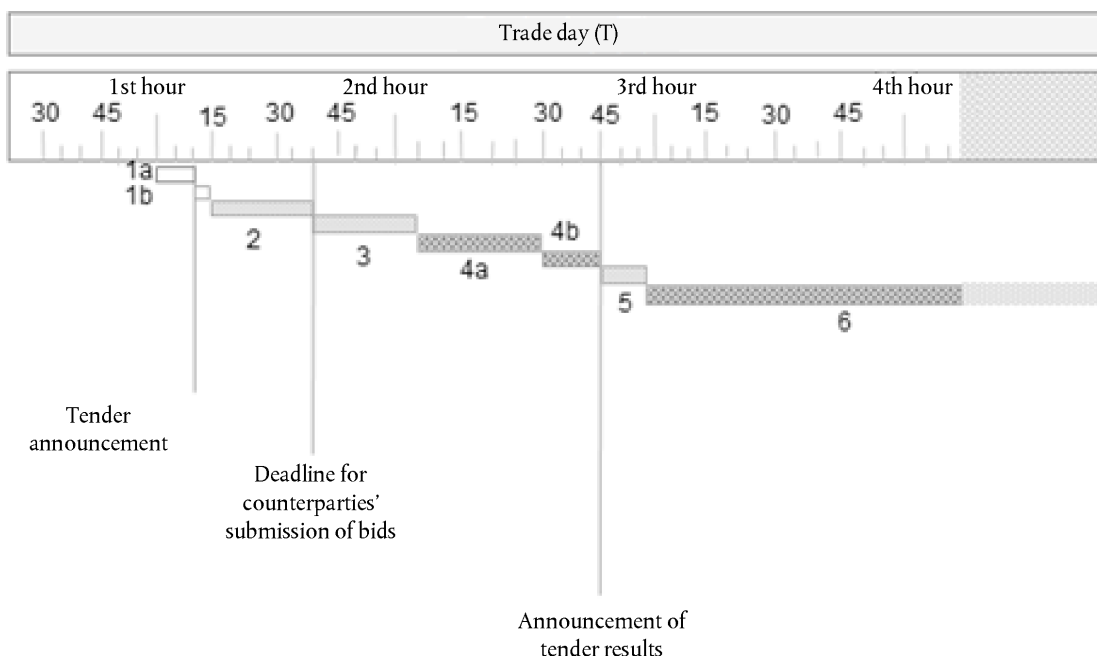 Trade day (T)
1st hour 2nd hour 3rd hour 4th hour
30 45 15 30 45 15 30 45 15 30 45
1a
1b
2
3
4a
4b
5
6
Tender
announcement
Deadline for
counterparties’
submission of bids
Announcement of
tender results